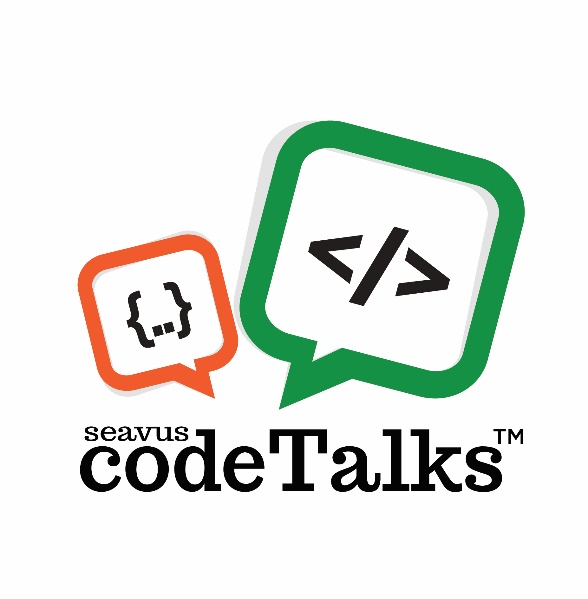 </>
{..}
seavus
codeTalks™